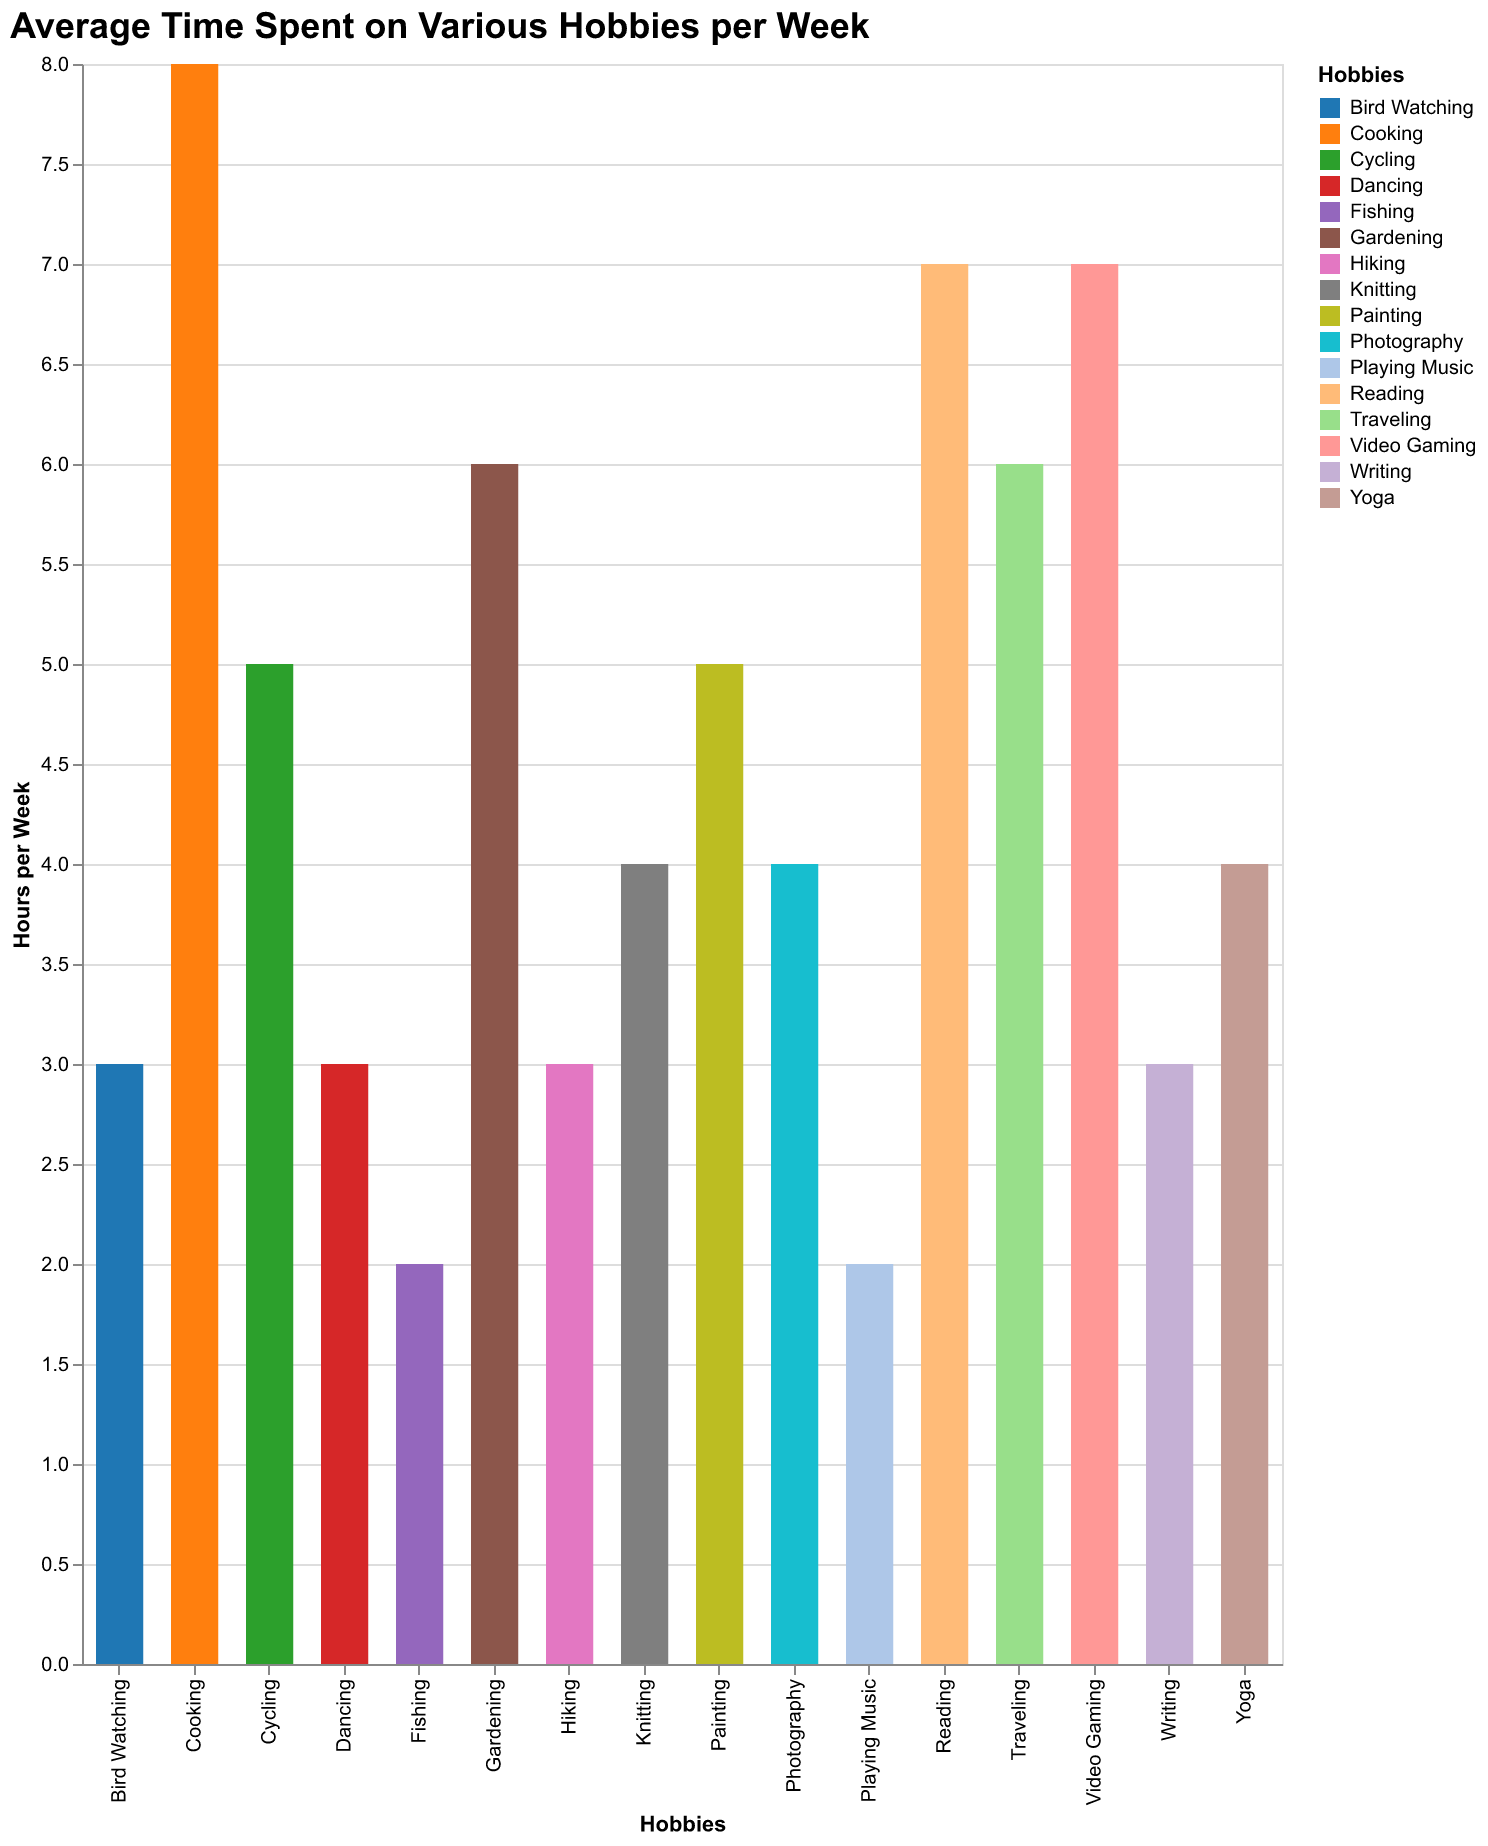 Average Time Spent on Various Hobbies per Week
Hours per Week
8.0
7.5
7.0
6.5
6.0
5.5
5.0
4.5
4.0
3.5
3.0
2.5
2.0
1.5
1.0
0.5
0.0
Bird Watching
Cooking
Cycling
Dancing
Fishing
Gardening
Hiking
Knitting
Painting
Photography
Playing Music
Reading
Traveling
Video Gaming
Writing
Yoga
Hobbies
Hobbies
Bird Watching
Cooking
Cycling
Dancing
Fishing
Gardening
Hiking
Knitting
Painting
Photography
Playing Music
Reading
Traveling
Video Gaming
Writing
Yoga